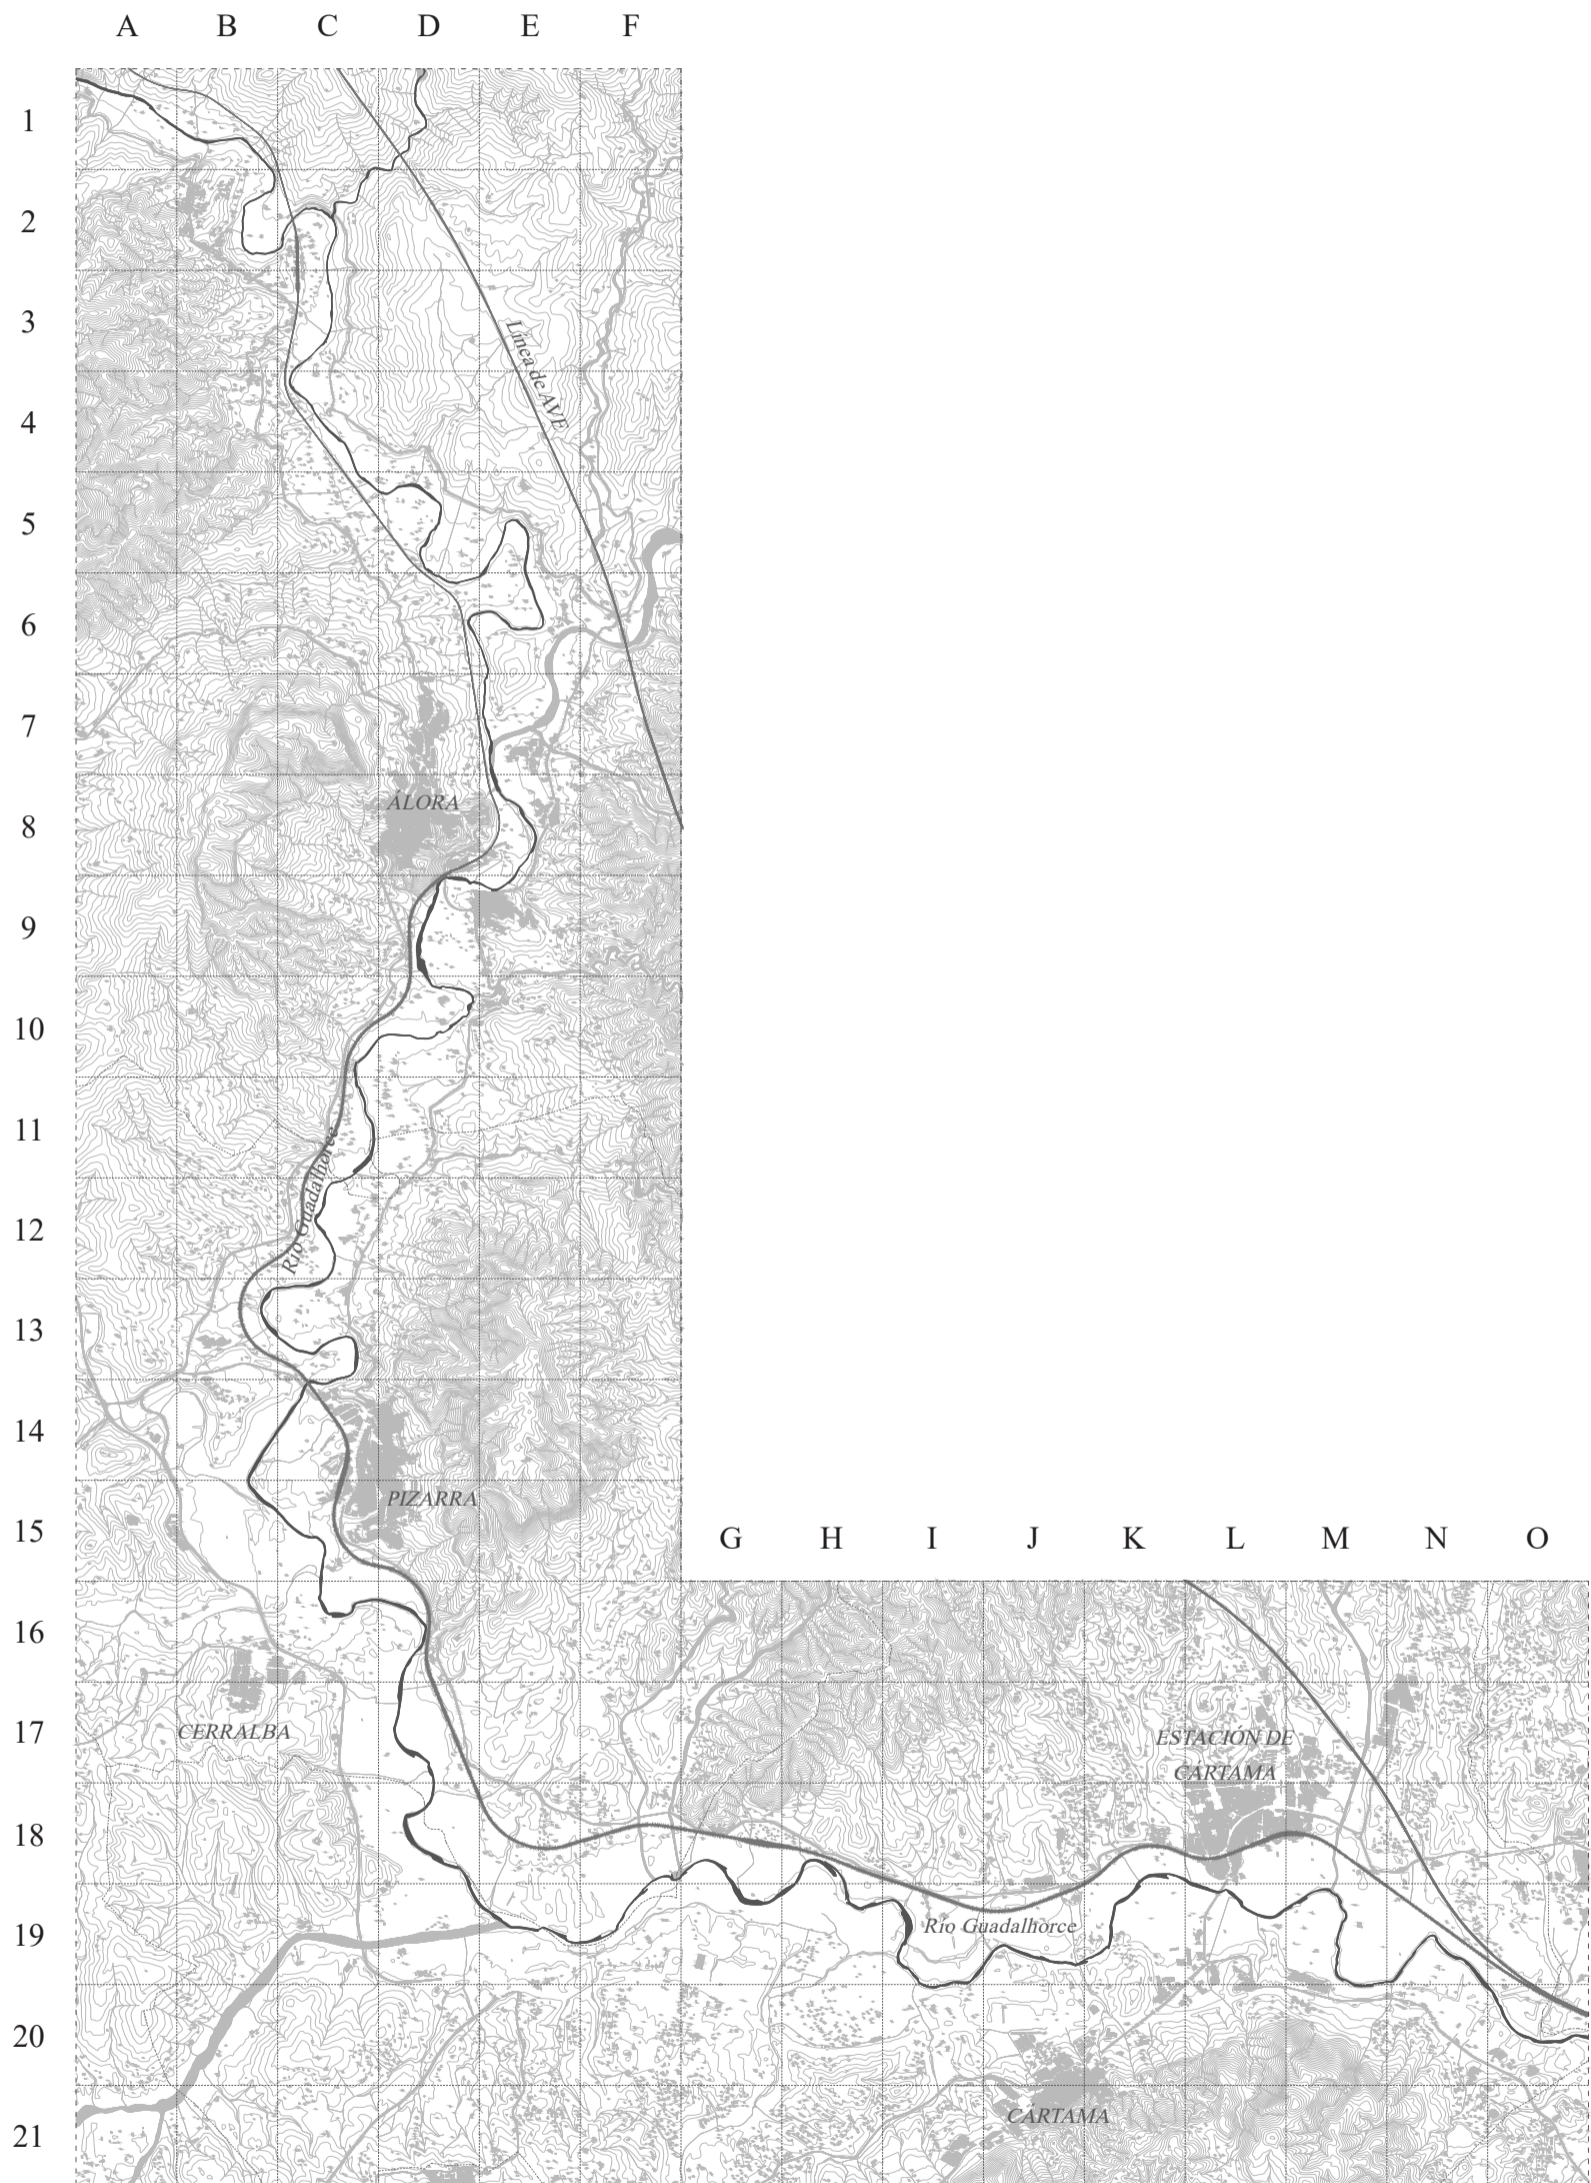 A B C D E F
1
2
3
Línea de AVE
4
5
6
7
ÁLORA
8
9
10
11
Río Guadalhorce
12
13
14
PIZARRA
15
G H I J K L M N O
16
CERRALBA
17
ESTACIÓN DE
CÁRTAMA
18
Río Guadalhorce
19
20
CÁRTAMA
21